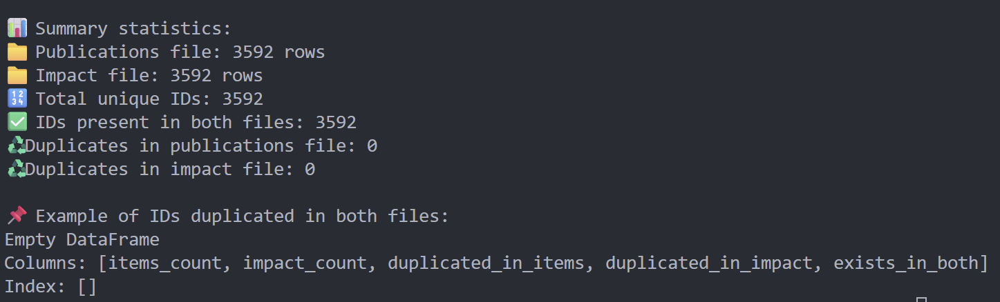 📊 Summary statistics:
📁 Publications file: 3592 rows
📁 Impact file: 3592 rows
🔢 Total unique IDs: 3592
✅ IDs present in both files: 3592
♻️Duplicates in publications file: 0
♻️Duplicates in impact file: 0
📌 Example of IDs duplicated in both files:
Empty DataFrame
Columns: [items_count, impact_count, duplicated_in_items, duplicated_in_impact, exists_in_both]
Index: []